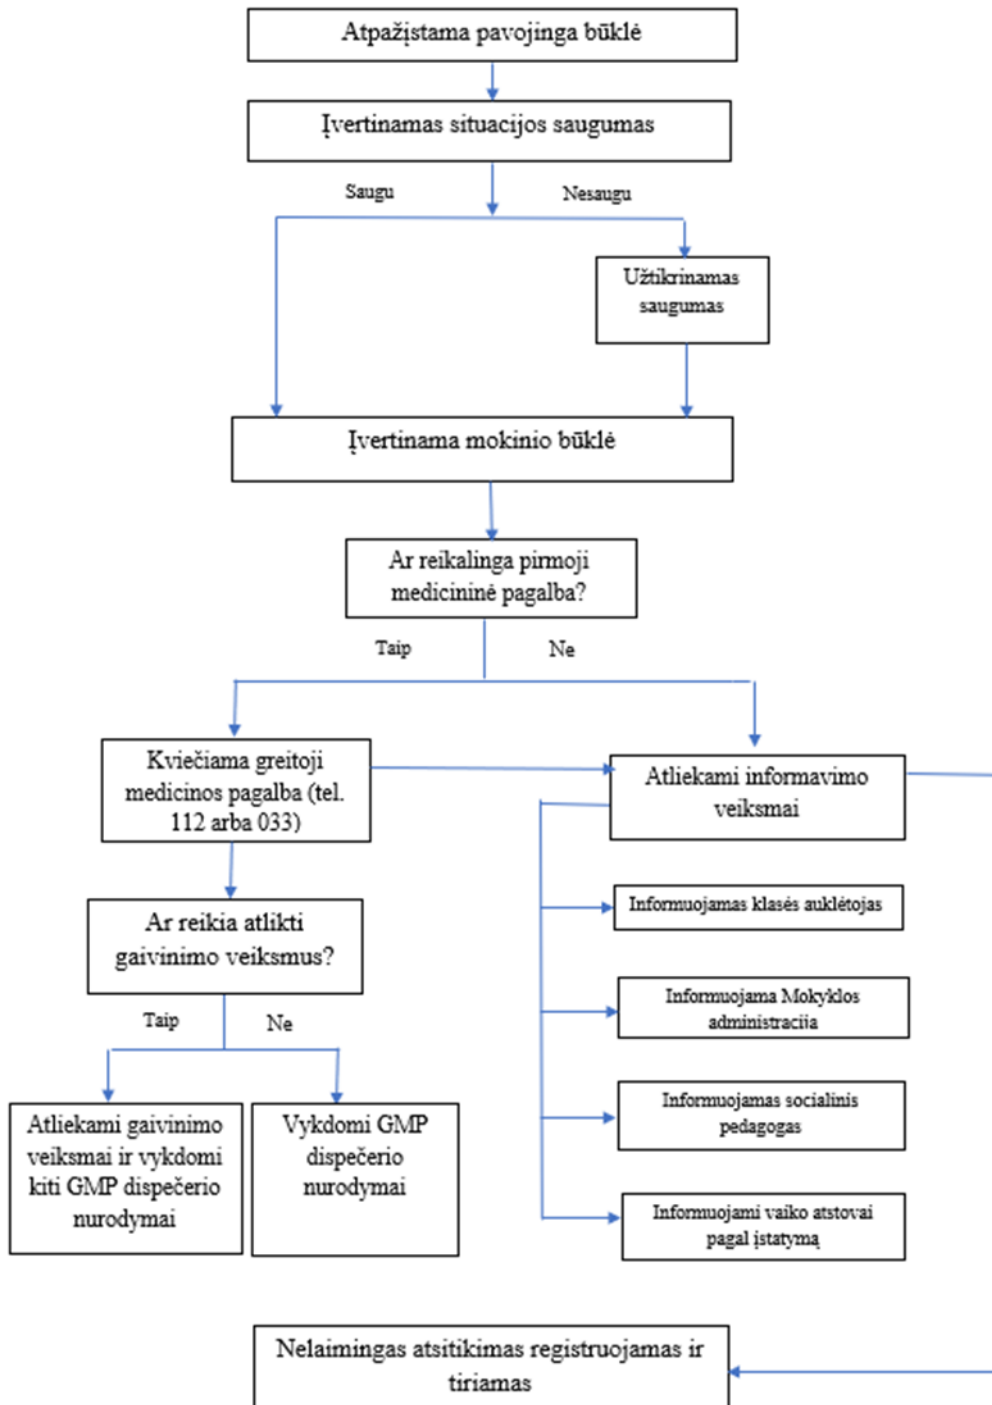 Atpažįstama pavojinga būklė
Įvertinamas situacijos saugumas
Saugu
Nesaugu
Užtikrinamas
saugumas
Įvertinama mokinio būklė
Ar reikalinga pirmoji
medicininė pagalba?
Taip
Ne
Kviečiama greitoji
medicinos pagalba (tel.
112 arba 033)
Atliekami informavimo
veiksmai
Informuojamas klasės auklėtojas
Ar reikia atlikti
gaivinimo veiksmus?
Informuojama Mokyklos
administracija
Taip
Ne
Atliekami gaivinimo
veiksmai ir vykdomi
kiti GMP dispečerio
nurodymai
Vykdomi GMP
dispečerio
nurodymai
Informuojamas socialinis
pedagogas
Informuojami vaiko atstovai
pagal įstatymą
Nelaimingas atsitikimas registruojamas ir
tiriamas